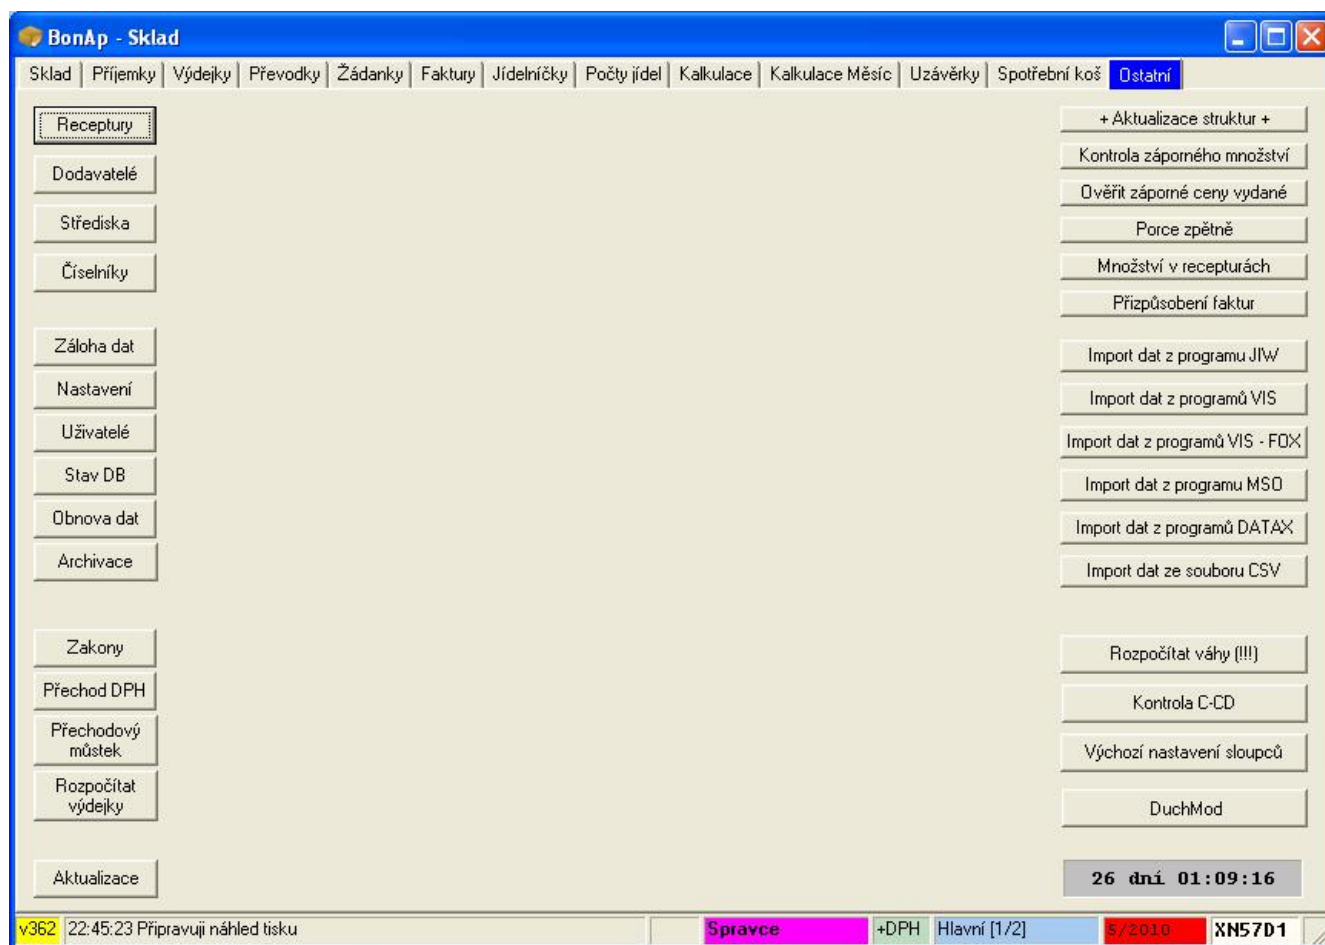 BonAp - Sklad
Sklad Příjemky Výdejky Převodky Žádanky Faktury Jídelníčky Počty jídel Kalkulace Kalkulace Měsíc Uzávěrky Spotřební koš Ostatní
Receptury
Dodavatelé
Střediska
Číselníky
Záloha dat
Nastavení
Uživatelé
Stav DB
Obnova dat
Archivace
Zakony
Přechod DPH
Přechodový
můstek
Rozpočítat
výdejky
Aktualizace
+ Aktualizace struktur +
Kontrola záporného množství
Ověřit záporné ceny vydané
Porce zpětně
Množství v recepturách
Přizpůsobení faktur
Import dat z programu JIW
Import dat z programů VIS
Import dat z programů VIS - FOX
Import dat z programu MSO
Import dat z programů DATAX
Import dat ze souboru CSV
Rozpočítat váhy (!!!)
Kontrola C-CD
Výchozí nastavení sloupců
DuchMod
26 dní 01:09:16
v362 22:45:23 Připravuji náhled tisku Spravce +DPH Hlavní [1/2] 5/2010 XN57D1